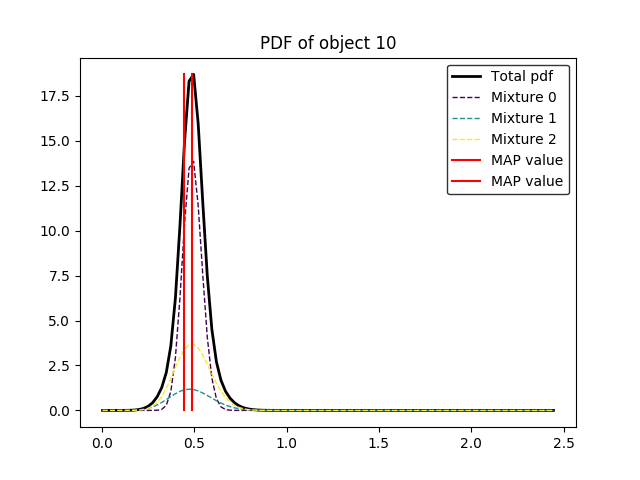 PDF of object 10
Total pdf
Mixture 0
Mixture 1
Mixture 2
MAP value
MAP value
17.5
15.0
12.5
10.0
7.5
5.0
2.5
0.0
0.0 0.5 1.0 1.5 2.0 2.5